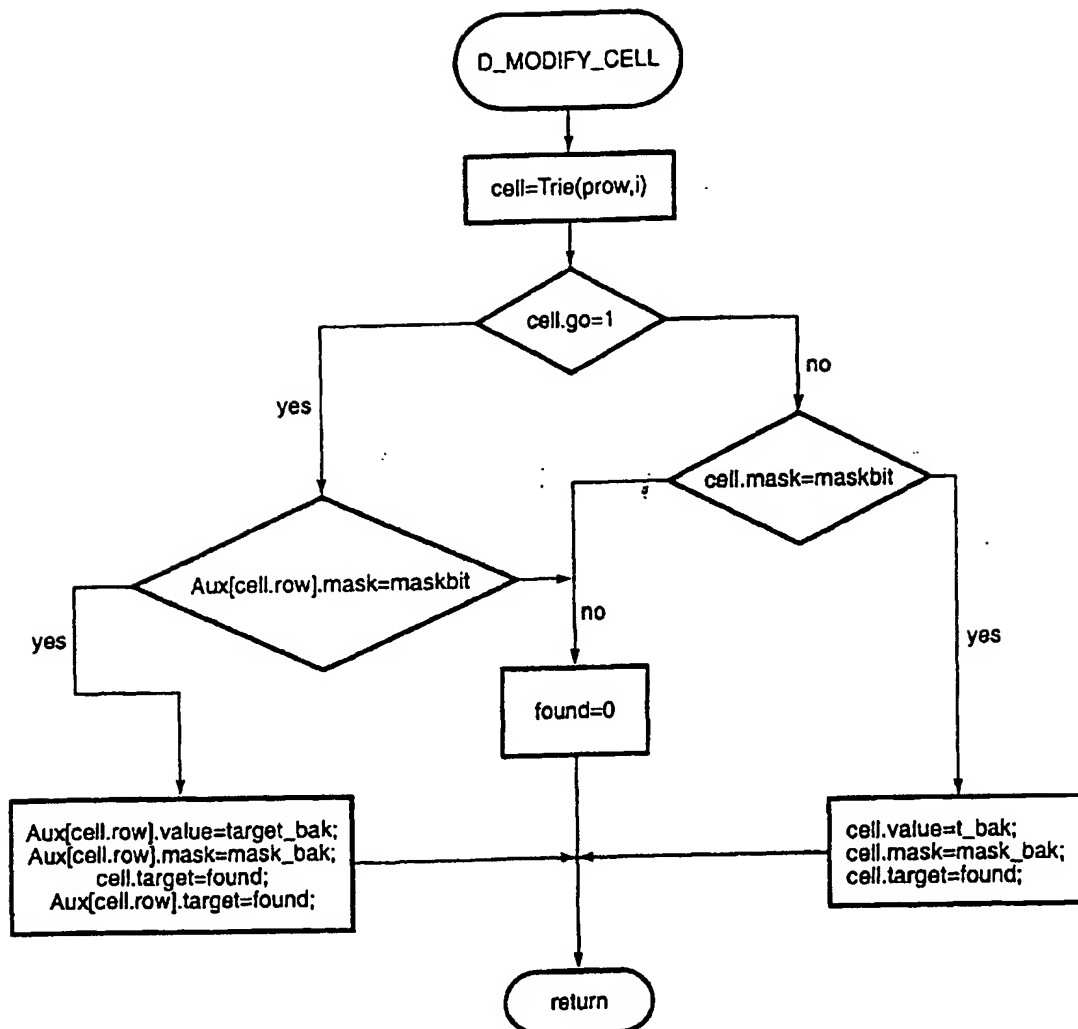 D_MODIFY_CELL
cell=Trie(prow,i)
cell.go=1
yes
no
cell.mask=maskbit
Aux[cell.row].mask=maskbit
no
yes
yes
found=0
Aux[cell.row].value=target_bak;
Aux[cell.row].mask=mask_bak;
cell.target=found;
Aux[cell.row].target=found;
cell.value=t_bak;
cell.mask=mask_bak;
cell.target=found;
return